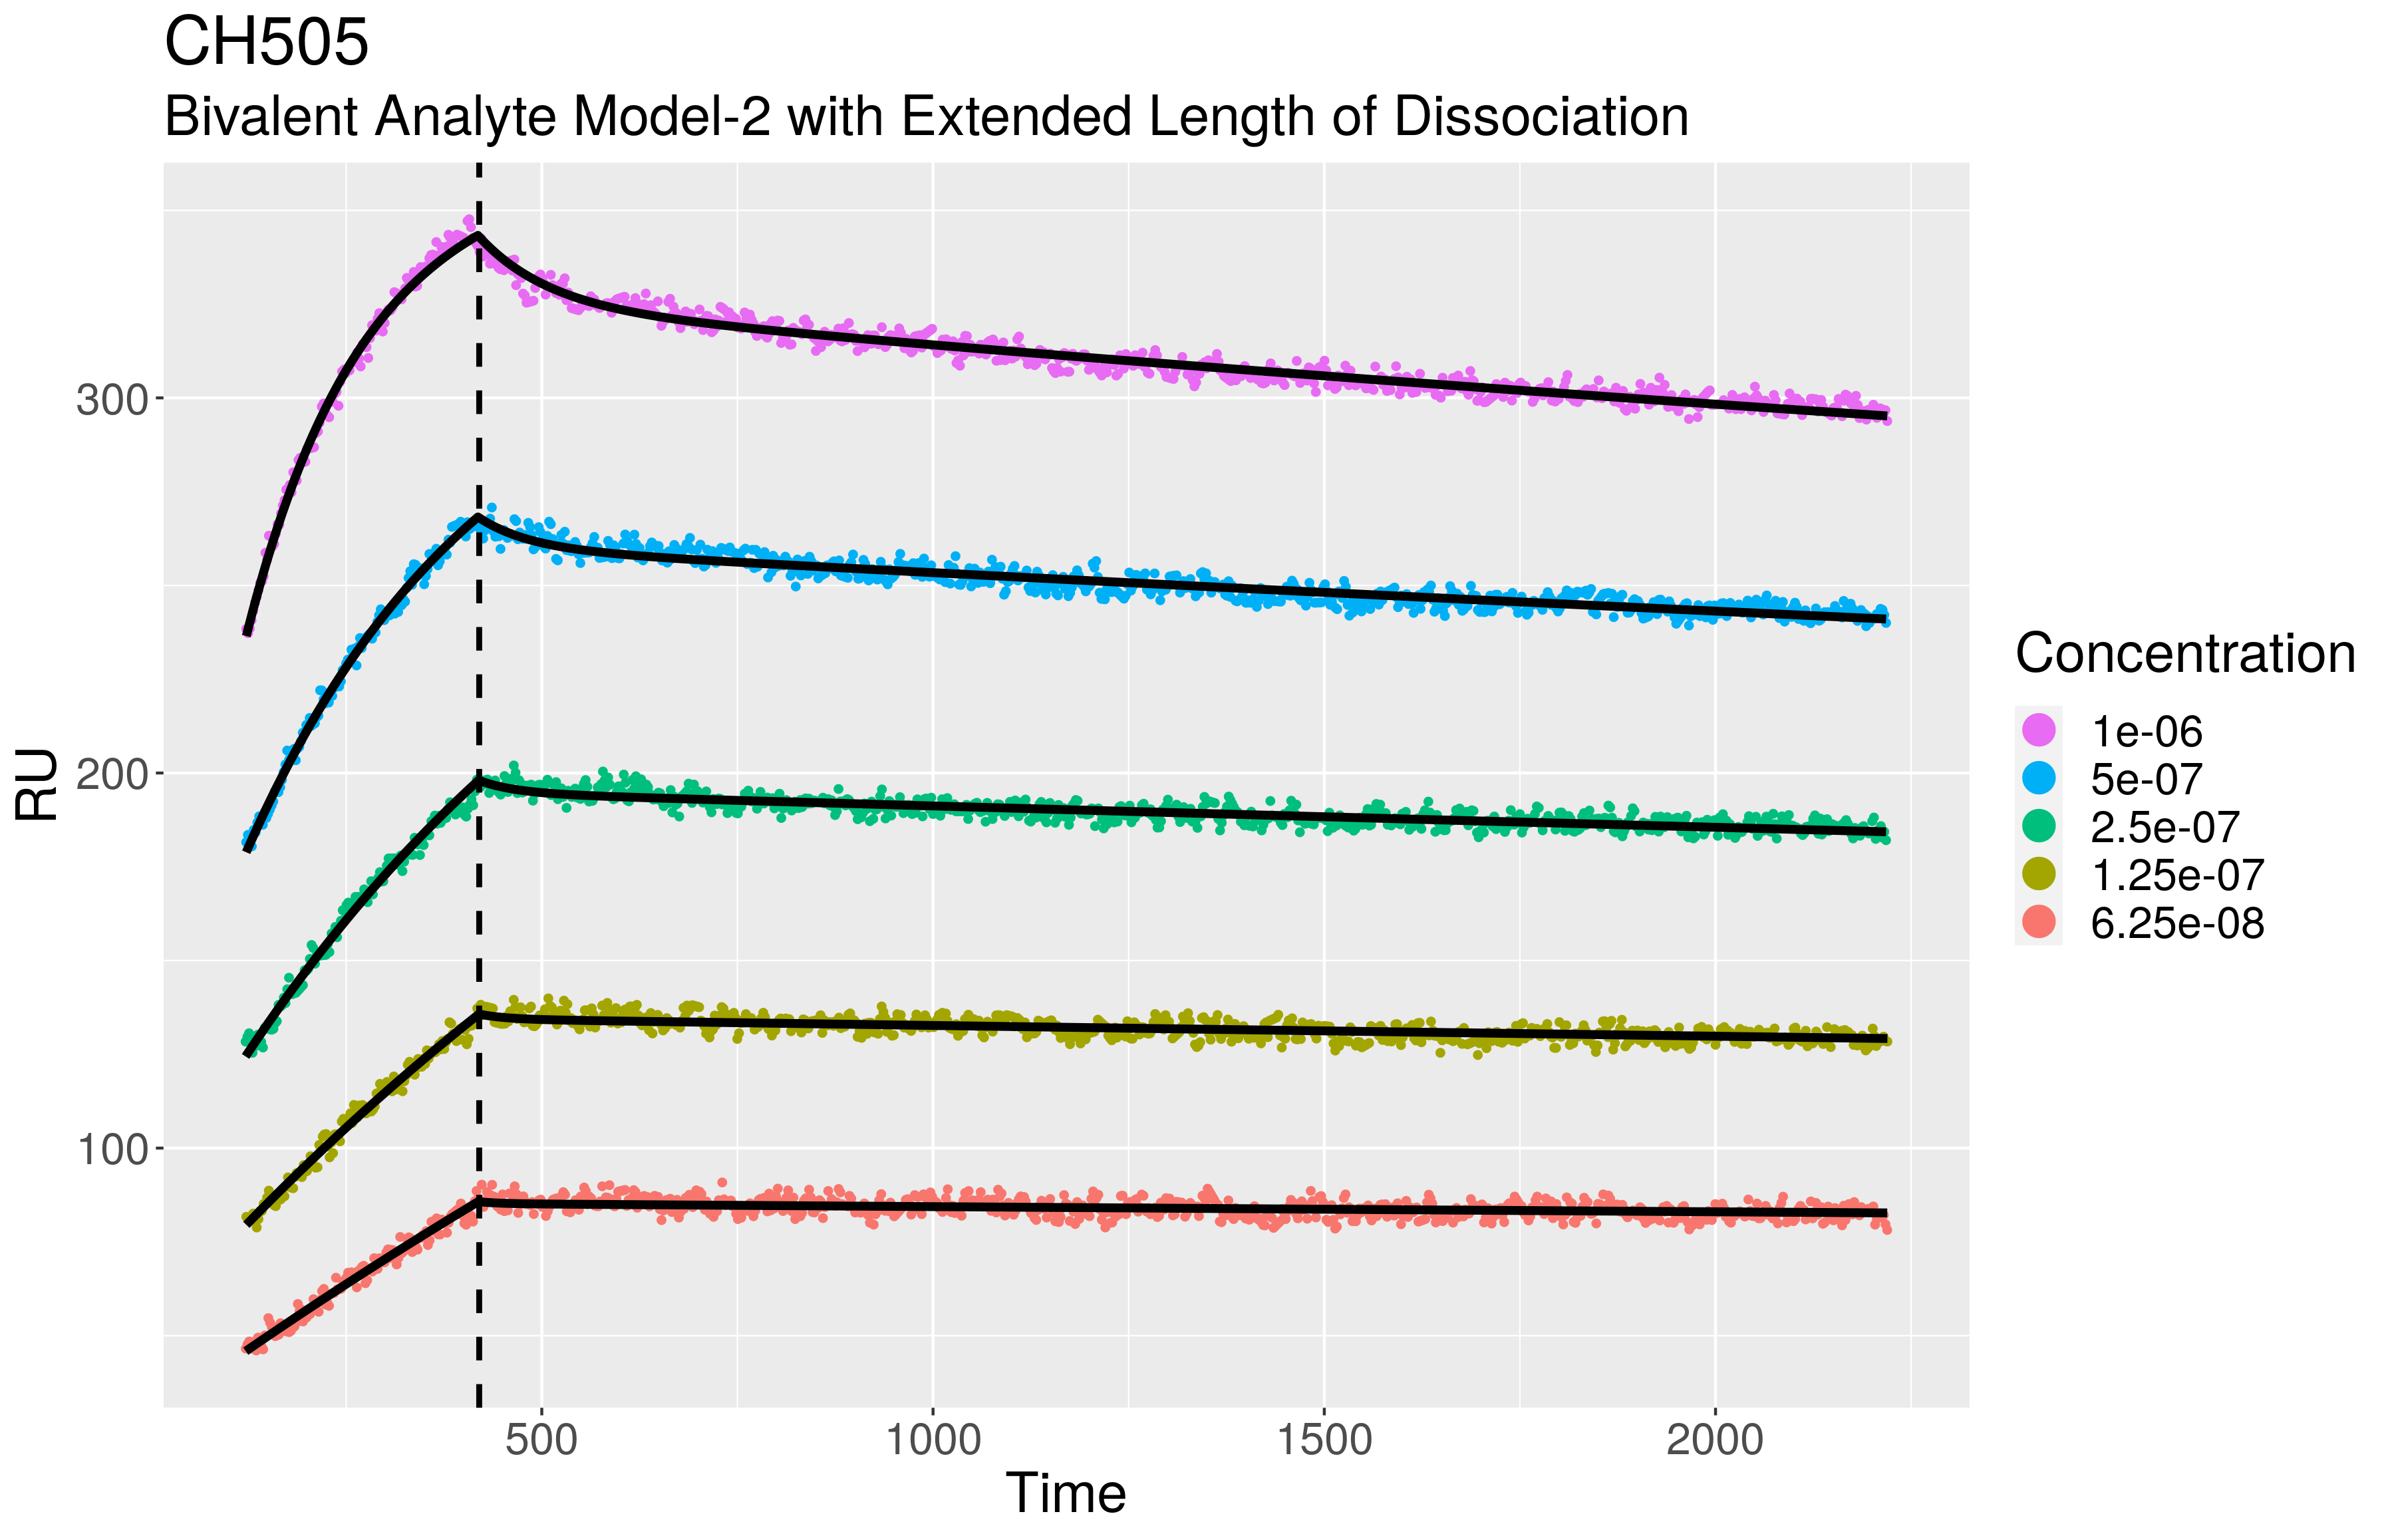 CH505
Bivalent Analyte Model-2 with Extended Length of Dissociation
RU
300
200
100
500 1000 1500 2000
Time
Concentration
1e-06
5e-07
2.5e-07
1.25e-07
6.25e-08